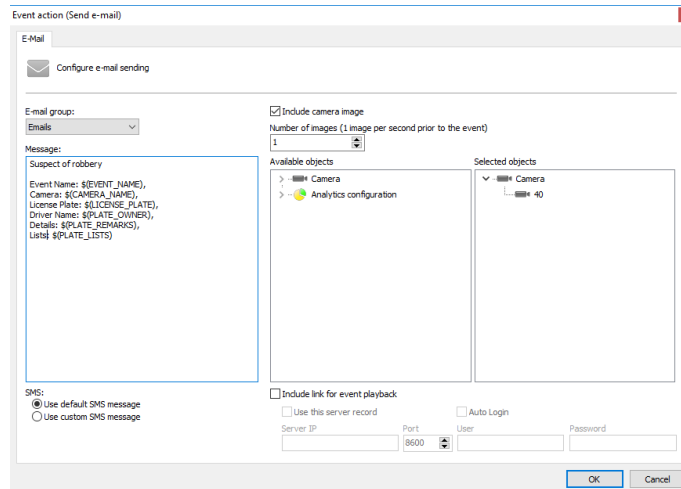 Event action (Send e-mail)
E-Mail
Configure e-mail sending
E-mail group:
Emails
Message:
Suspect of robbery
Event Name: $(EVENT_NAME),
Camera: $(CAMERA_NAME),
License Plate: $(LICENSE_PLATE),
Driver Name: $(PLATE_OWNER),
Details: $(PLATE_REMARKS),
Lists: $(PLATE_LISTS)
Include camera image
Number of images (1 image per second prior to the event)
1
Available objects
Camera
Analytics configuration
Selected objects
Camera
40
SMS:
Use default SMS message
Use custom SMS message
Include link for event playback
Use this server record
Auto Login
Server IP
Port
User
Password
8600
OK
Cancel